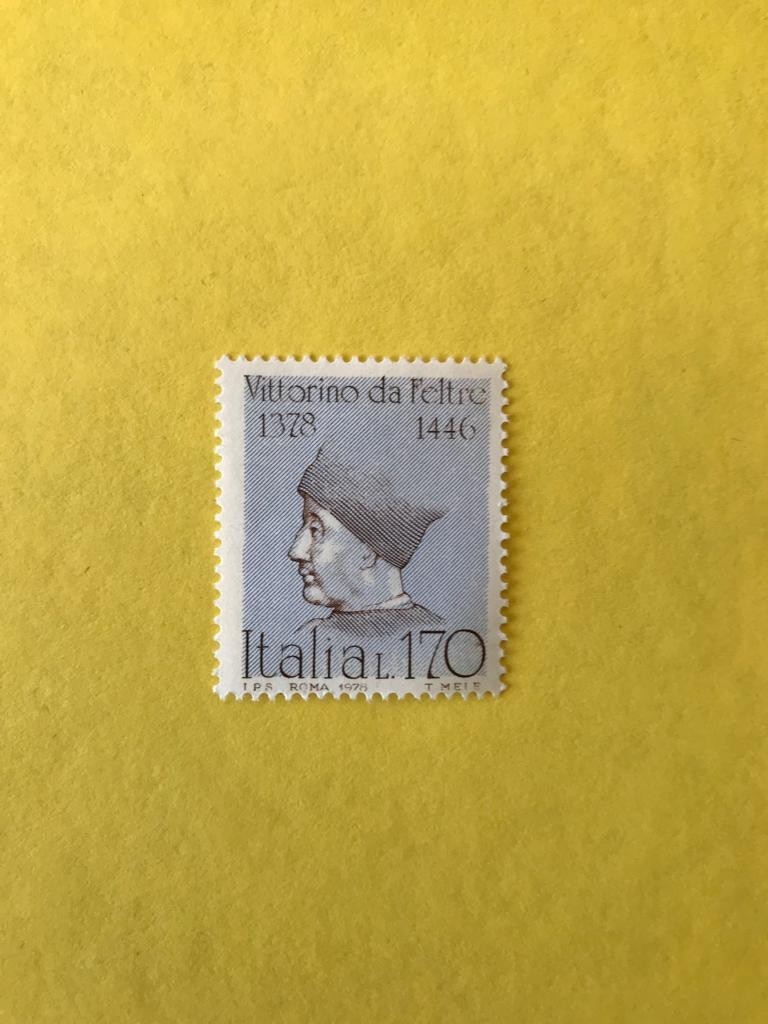 Vittorino da Feltre
1378 1446
Italia L.170
I.P.S. ROMA 1978 T. MELE